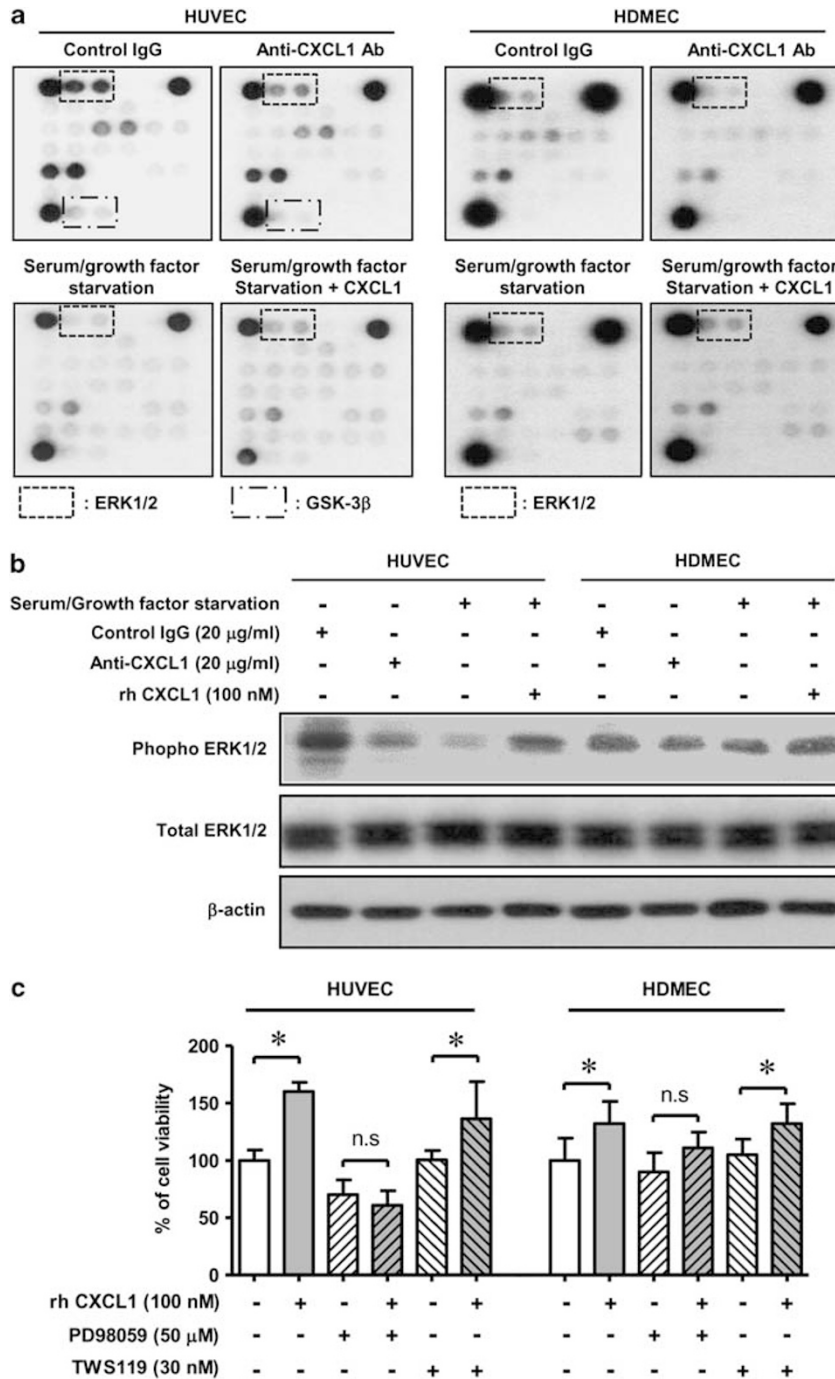 a
HUVEC HDMEC
Control IgG Anti-CXCL1 Ab Control IgG Anti-CXCL1 Ab
Serum/growth factor starvation Serum/growth factor Starvation + CXCL1 Serum/growth factor starvation Serum/growth factor Starvation + CXCL1
: ERK1/2 : GSK-3β : ERK1/2
b
HUVEC HDMEC
Serum/Growth factor starvation - - + + - - + +
Control IgG (20 μg/ml) + - - - + - - -
Anti-CXCL1 (20 μg/ml) - + - - - + - -
rh CXCL1 (100 nM) - - - + - - - +
Phopho ERK1/2
Total ERK1/2
β-actin
c
HUVEC HDMEC
% of cell viability
200
150
100
50
0
* n.s * * n.s *
rh CXCL1 (100 nM) - + - + - + - + - + - +
PD98059 (50 μM) - - + + - - - - + + - -
TWS119 (30 nM) - - - - + + - - - - + +